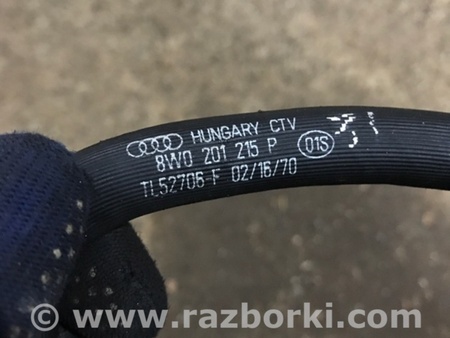 HUNGARY CTV
8W0 201 215 P 01S
TL52706-F 02/16/70
© www.razborki.com